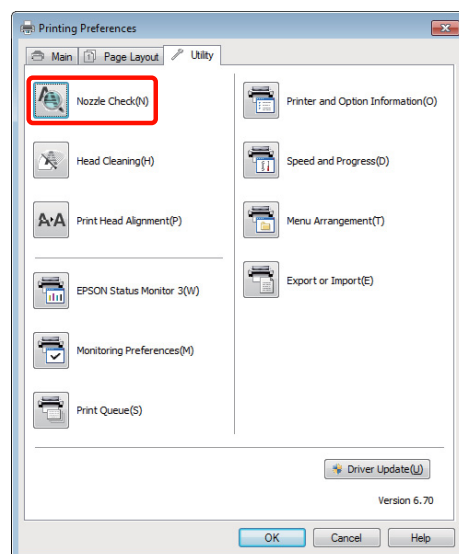 Printing Preferences
Main
Page Layout
Utility
Nozzle Check(N)
Head Cleaning(H)
Print Head Alignment(P)
EPSON Status Monitor 3(W)
Monitoring Preferences(M)
Print Queue(S)
Printer and Option Information(O)
Speed and Progress(D)
Menu Arrangement(T)
Export or Import(E)
Driver Update(U)
Version 6.70
OK
Cancel
Help